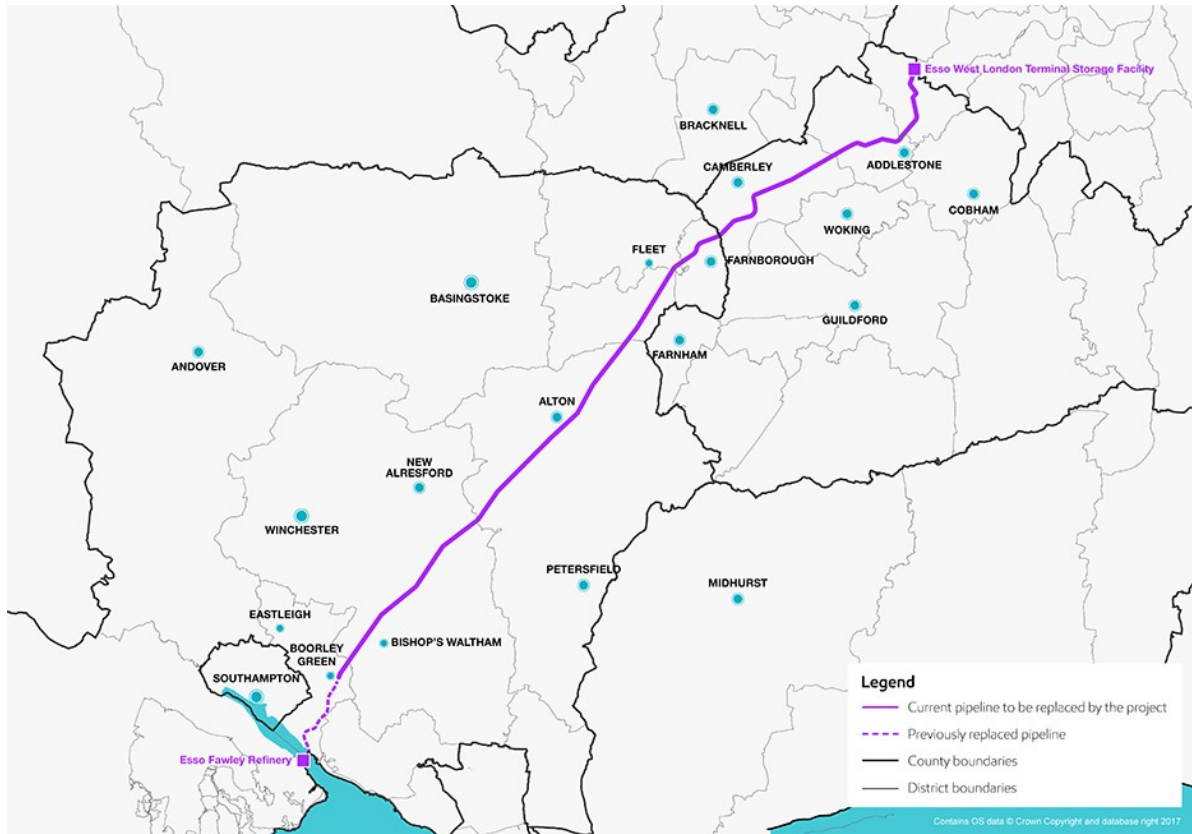 Esso West London Terminal Storage Facility
BRACKNELL
CAMBERLEY
ADDLESTONE
COBHAM
WOKING
FLEET
FARNBOROUGH
BASINGSTOKE
GUILDFORD
ANDOVER
FARNHAM
ALTON
NEW
ALRESFORD
WINCHESTER
PETERSFIELD
MIDHURST
EASTLEIGH
BISHOP'S WALTHAM
BOORLEY
GREEN
SOUTHAMPTON
Esso Fawley Refinery
Legend
Current pipeline to be replaced by the project
Previously replaced pipeline
County boundaries
District boundaries
Contains OS data © Crown Copyright and database right 2017